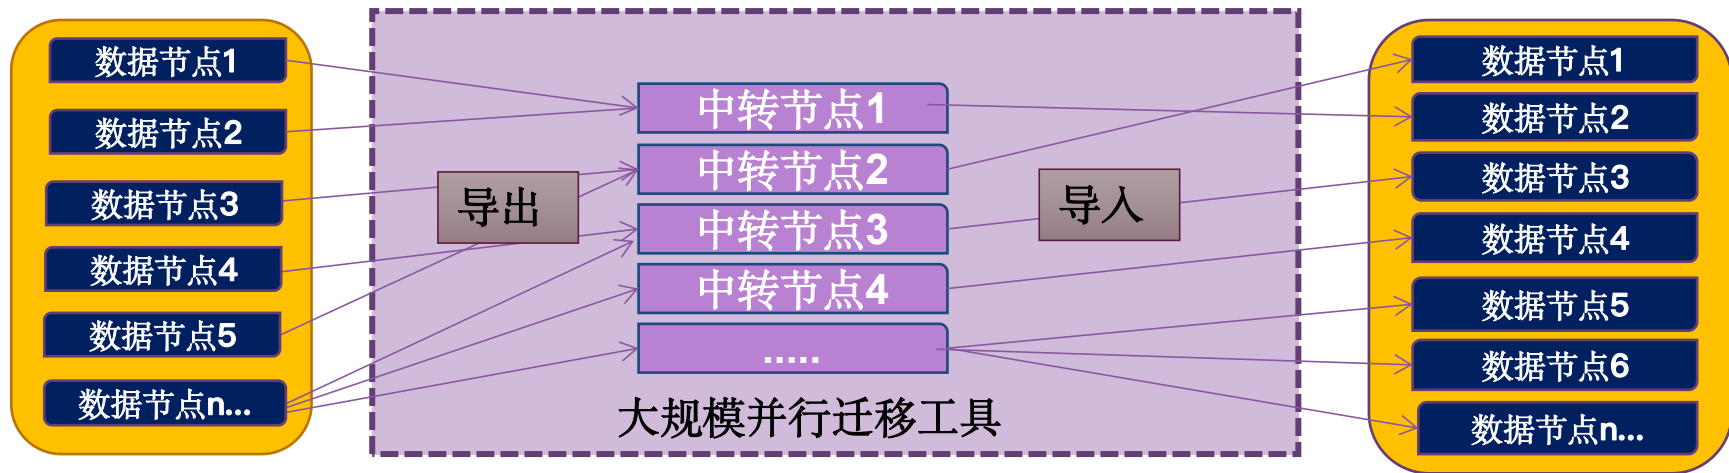 数据节点1
数据节点2
数据节点3
数据节点4
数据节点5
数据节点n...
导出
中转节点1
中转节点2
中转节点3
中转节点4
.....
导入
大规模并行迁移工具
数据节点1
数据节点2
数据节点3
数据节点4
数据节点5
数据节点6
数据节点n...